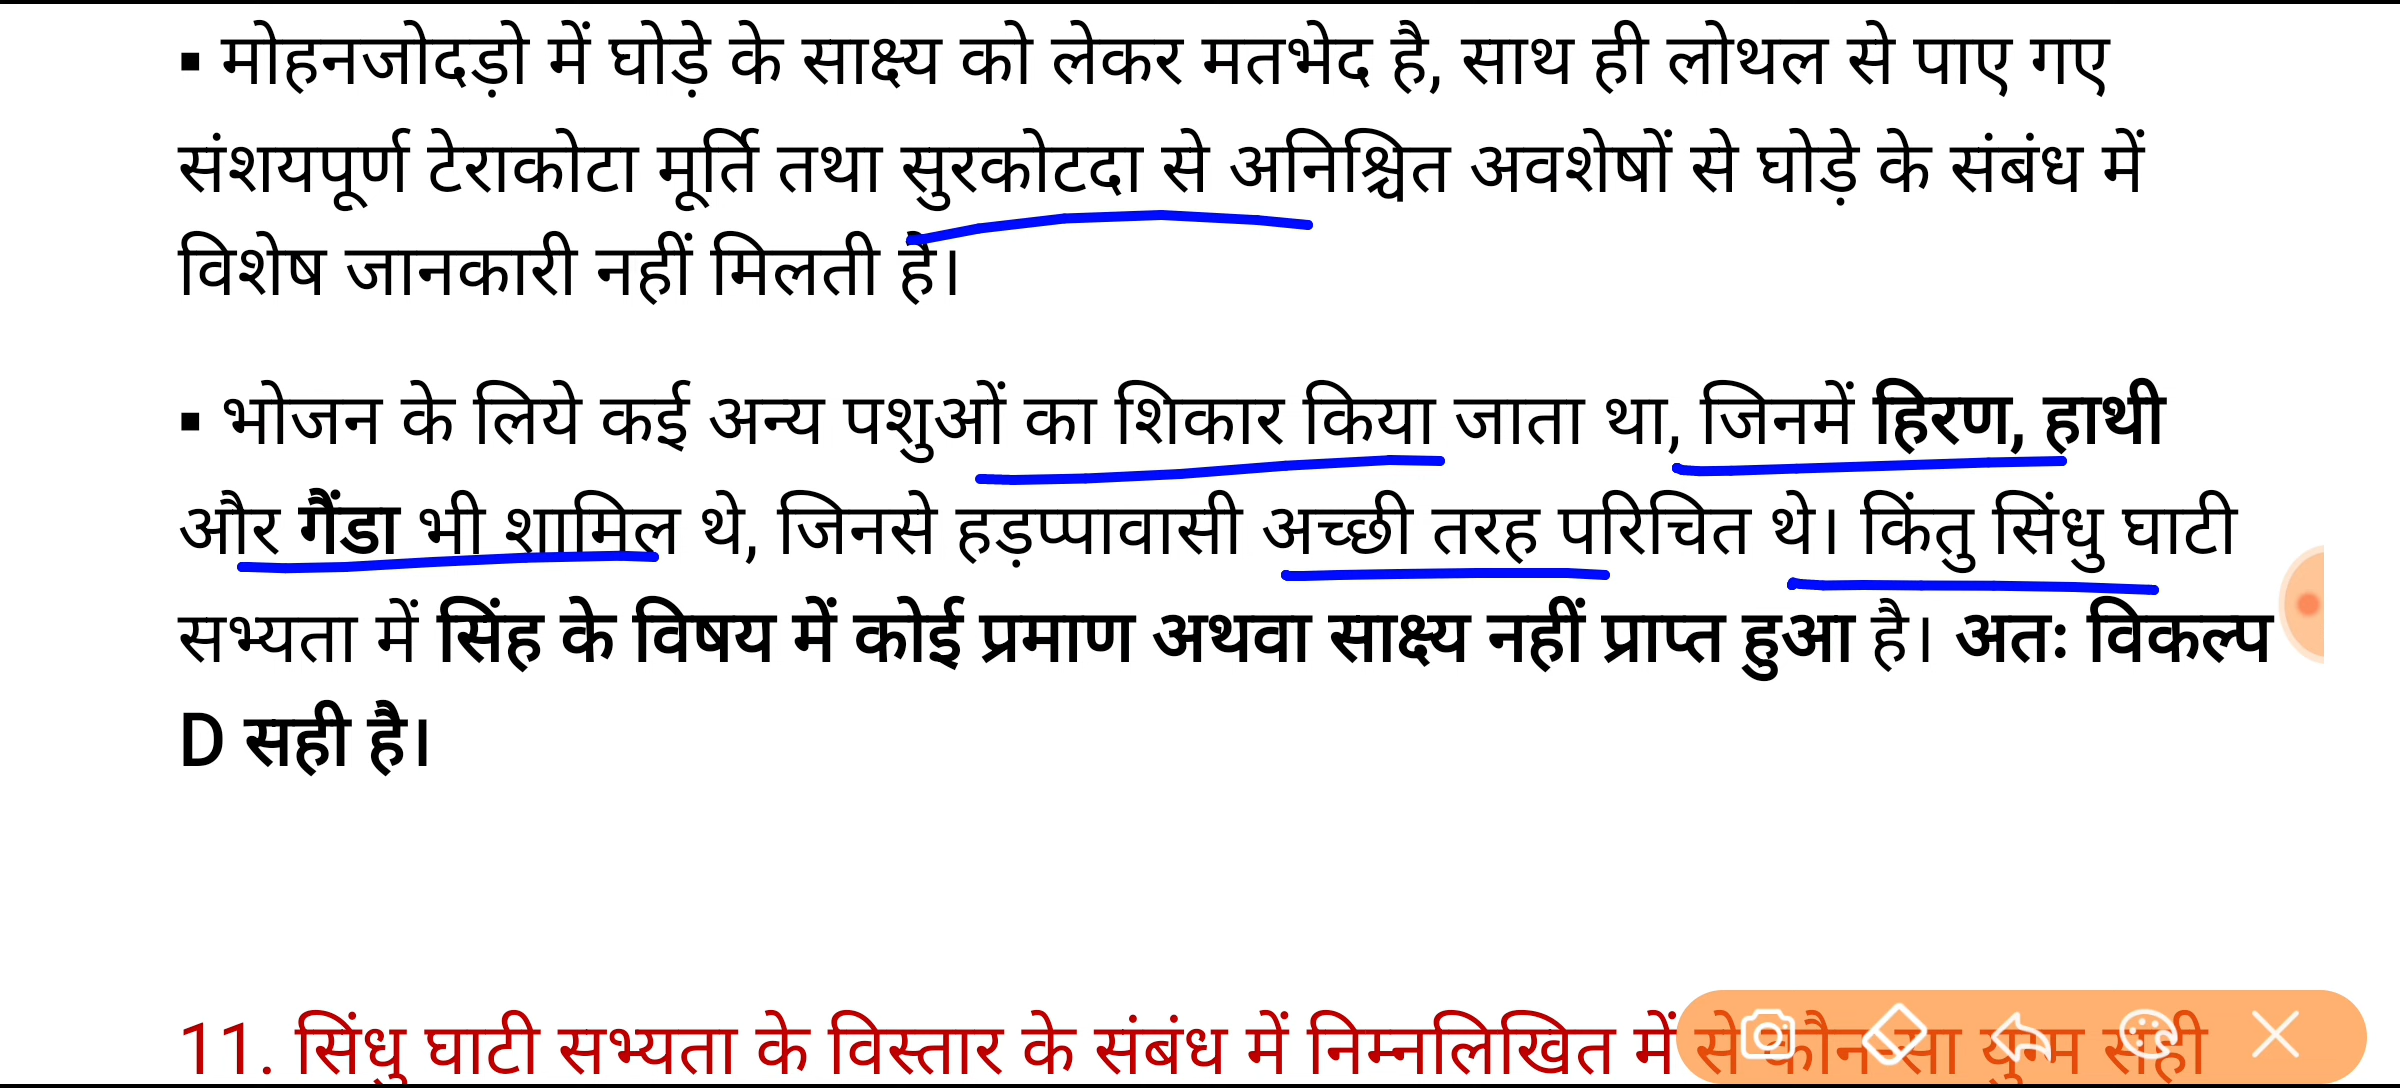 ▪ मोहनजोदड़ो में घोड़े के साक्ष्य को लेकर मतभेद है, साथ ही लोथल से पाए गए
संशयपूर्ण टेराकोटा मूर्ति तथा सुरकोटदा से अनिश्चित अवशेषों से घोड़े के संबंध में
विशेष जानकारी नहीं मिलती है।
▪ भोजन के लिये कई अन्य पशुओं का शिकार किया जाता था, जिनमें हिरण, हाथी
और गैंडा भी शामिल थे, जिनसे हड़प्पावासी अच्छी तरह परिचित थे। किंतु सिंधु घाटी
सभ्यता में सिंह के विषय में कोई प्रमाण अथवा साक्ष्य नहीं प्राप्त हुआ है। अतः विकल्प
D सही है।
11. सिंधु घाटी सभ्यता के विस्तार के संबंध में निम्नलिखित में से कौन-सा युग्म सही